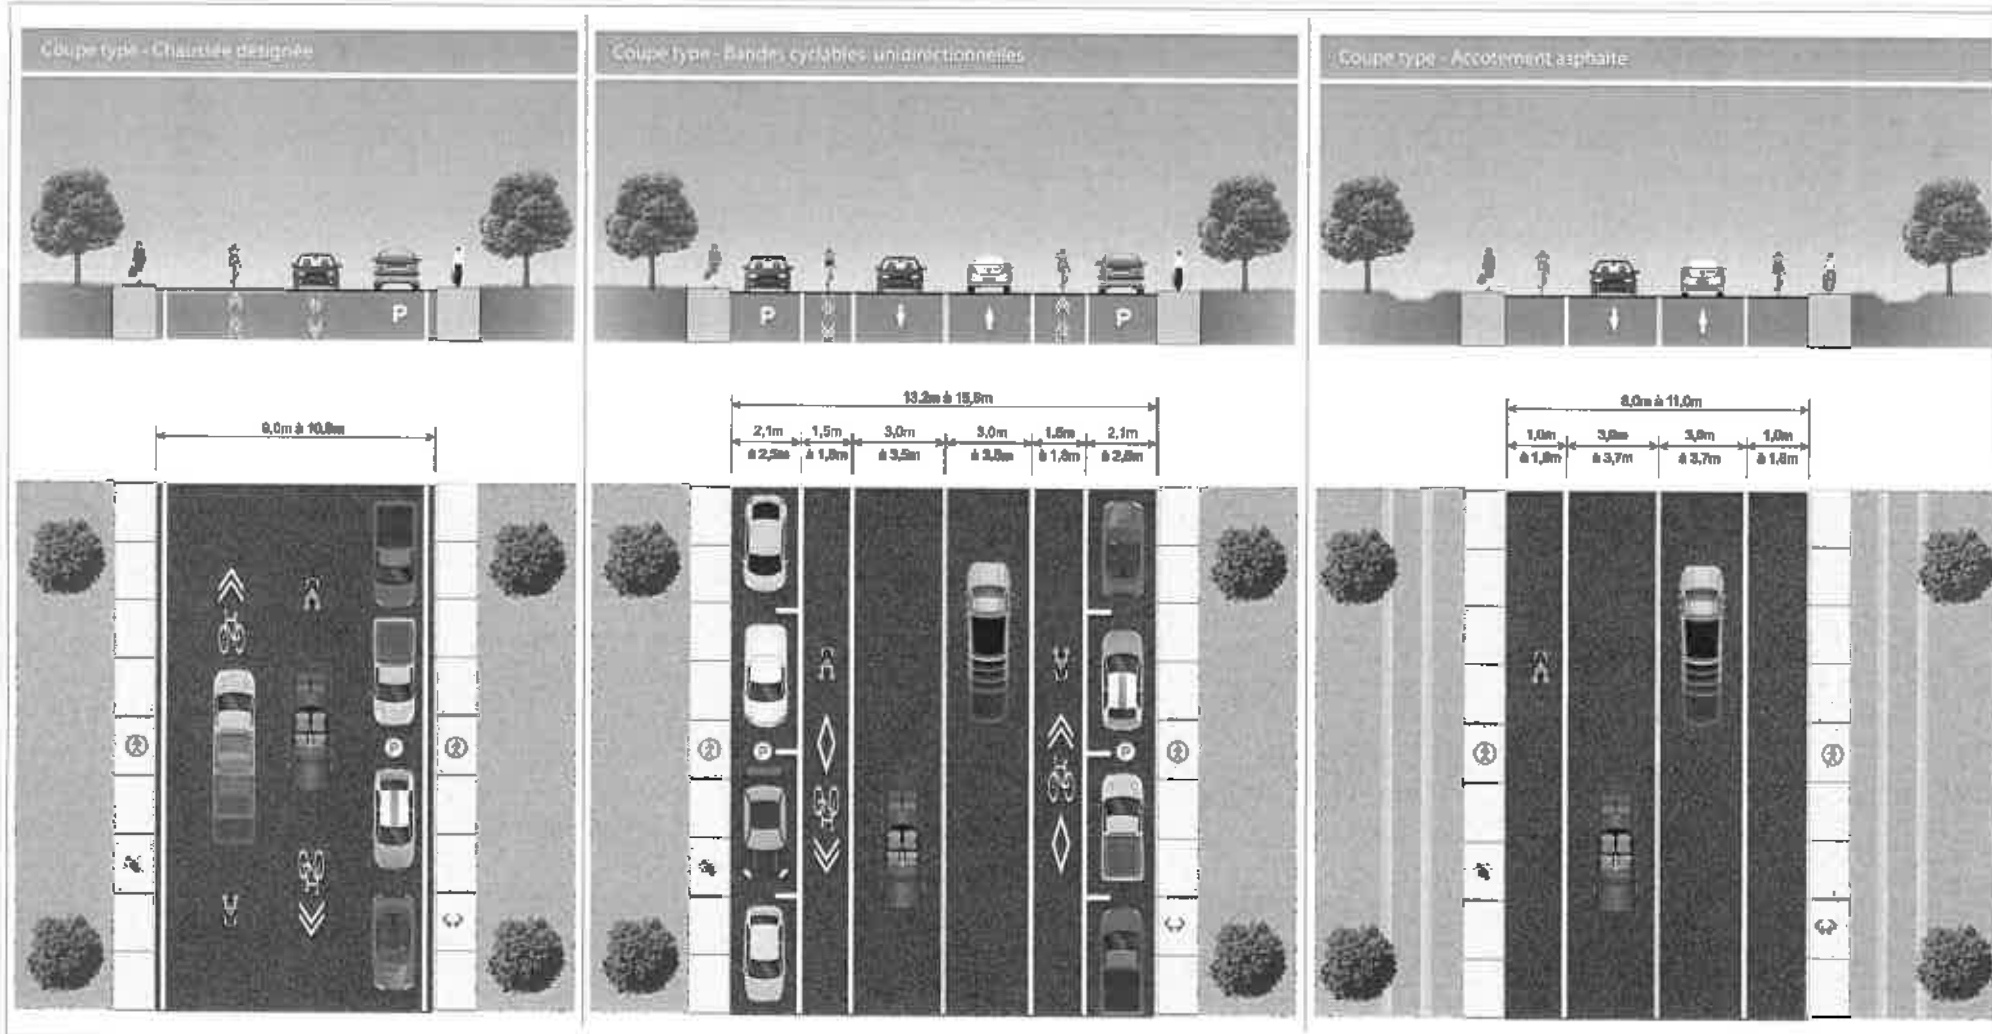 Coupe type - Chaussée désignée
P
9,0m à 10,8m
P
Coupe type - Bandes cyclables unidirectionnelles
P
P
13.2m à 15,6m
2,1m
1,5m
3,0m
3,0m
1,5m
2,1m
à 2,5m
à 1,8m
à 3,5m
à 3,5m
à 1,8m
à 2,5m
P
P
Coupe type - Accotement asphalte
8,0m à 11,0m
1,0m
3,0m
3,0m
1,0m
à 1,8m
à 3,7m
à 3,7m
à 1,8m